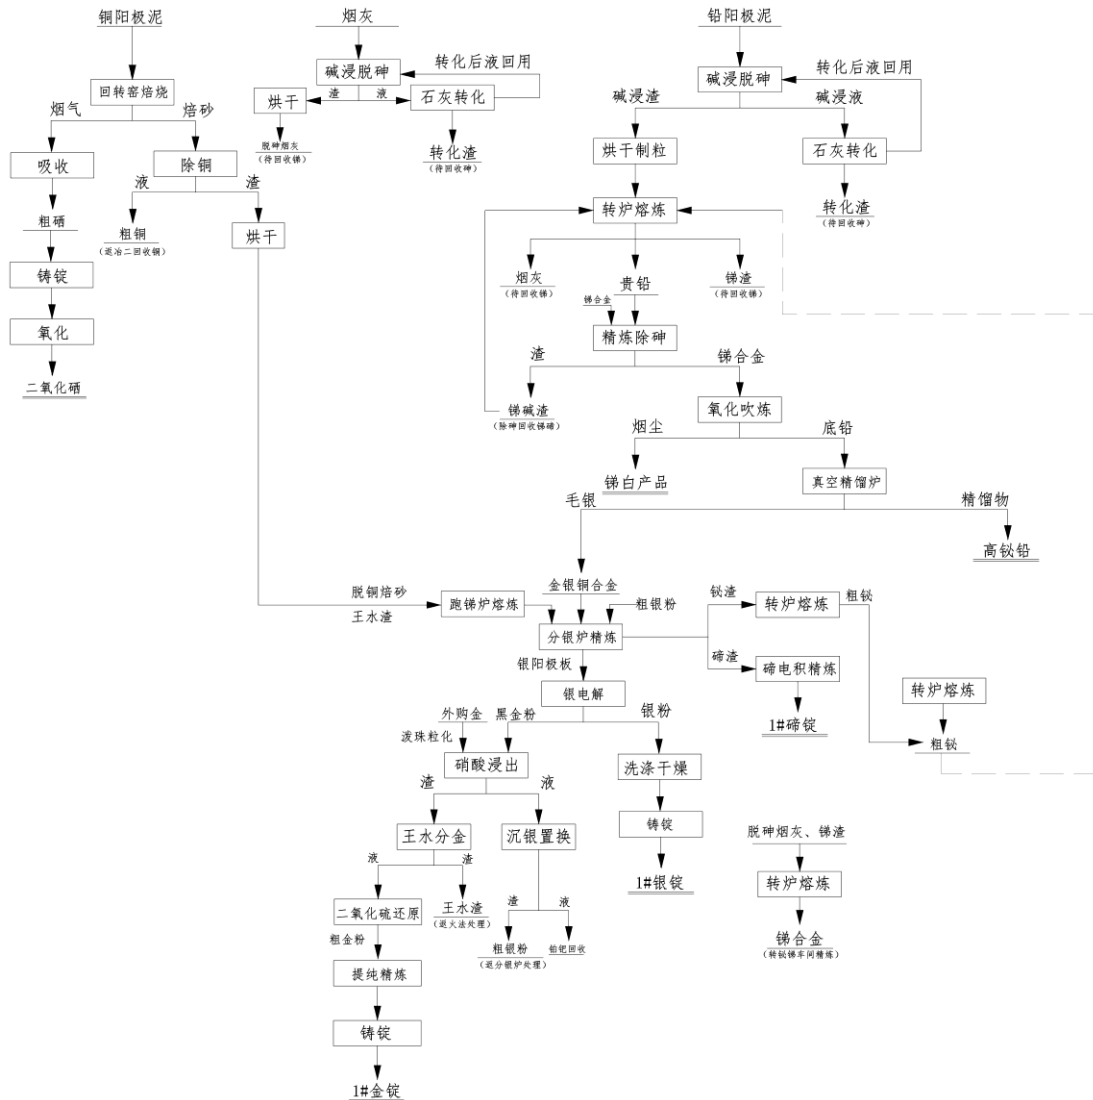 铜阳极泥
烟灰
铅阳极泥
回转窑焙烧
烟气
焙砂
吸收
除铜
液
渣
粗硒
粗铜
(返冶二回收铜)
烘干
铸锭
氧化
二氧化硒
碱浸脱砷
转化后液回用
渣
液
烘干
石灰转化
脱砷烟灰
(待回收锑)
转化渣
(待回收砷)
碱浸脱砷
转化后液回用
碱浸渣
碱浸液
烘干制粒
石灰转化
转化渣
(待回收砷)
转炉熔炼
烟灰
(待回收锑)
贵铅
锑渣
(待回收锑)
锑合金
精炼除砷
渣
锑合金
锑碱渣
(除砷回收锑碲)
氧化吹炼
烟尘
底铅
锑白产品
真空精馏炉
毛银
精馏物
高铋铅
脱铜焙砂
王水渣
跑锑炉熔炼
金银铜合金
粗银粉
分银炉精炼
铋渣
转炉熔炼
粗铋
碲渣
碲电积精炼
1#碲锭
转炉熔炼
粗铋
银阳极板
银电解
外购金
泼珠粒化
黑金粉
银粉
硝酸浸出
洗涤干燥
渣
液
铸锭
1#银锭
王水分金
沉银置换
液
渣
二氧化硫还原
王水渣
(返火法处理)
渣
液
粗银粉
(返分银炉处理)
铂钯回收
粗金粉
提纯精炼
铸锭
1#金锭
脱砷烟灰、锑渣
转炉熔炼
锑合金
(转铋锑车间精炼)